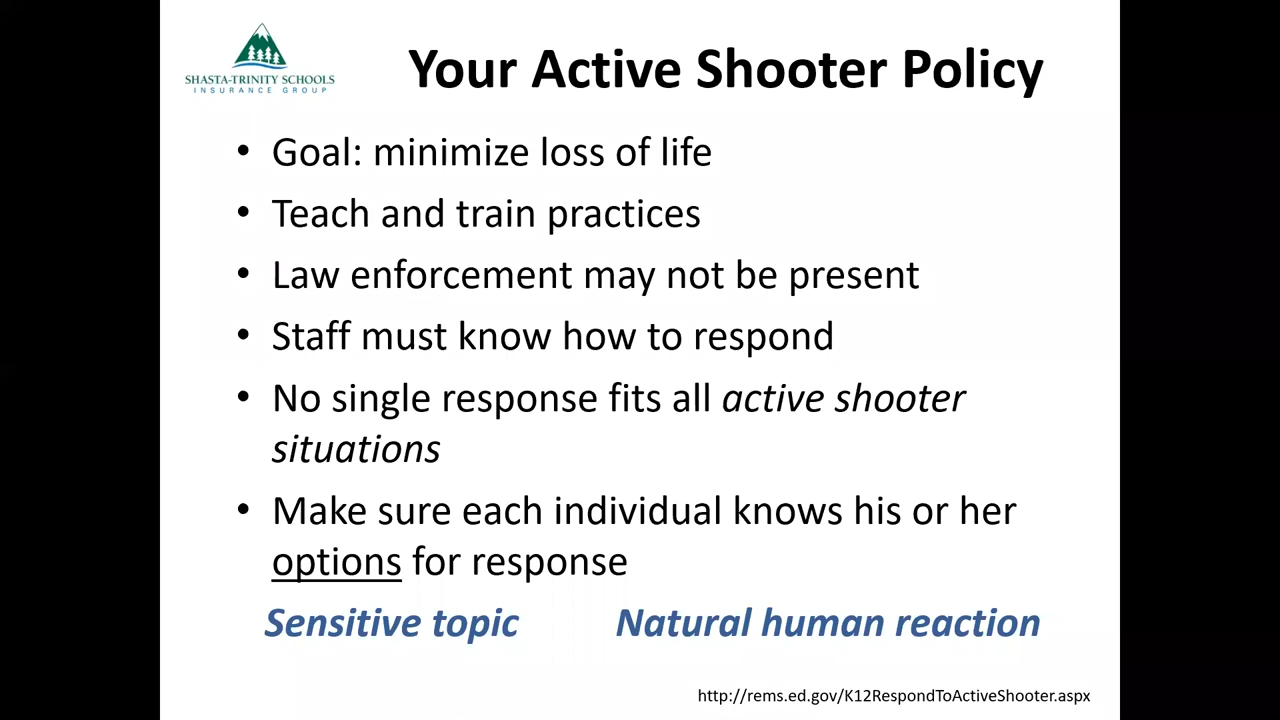 SHASTA-TRINITY SCHOOLS
INSURANCE GROUP
Your Active Shooter Policy
• Goal: minimize loss of life
• Teach and train practices
• Law enforcement may not be present
• Staff must know how to respond
• No single response fits all active shooter
situations
• Make sure each individual knows his or her
options for response
Sensitive topic Natural human reaction
http://rems.ed.gov/K12RespondToActiveShooter.aspx